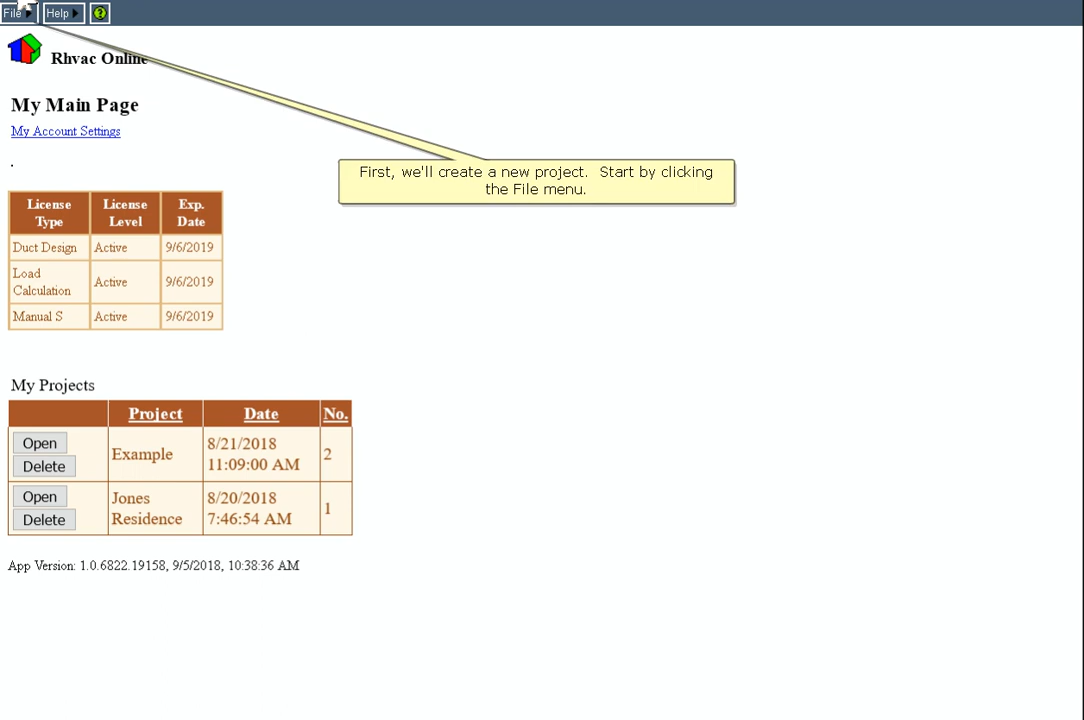 File Help ?
Rhvac Online
First, we'll create a new project. Start by clicking
the File menu.
My Main Page
My Account Settings
.
License Type License Level Exp. Date
Duct Design Active 9/6/2019
Load Calculation Active 9/6/2019
Manual S Active 9/6/2019
My Projects
Project Date No.
Open Delete Example 8/21/2018 11:09:00 AM 2
Open Delete Jones Residence 8/20/2018 7:46:54 AM 1
App Version: 1.0.6822.19158, 9/5/2018, 10:38:36 AM